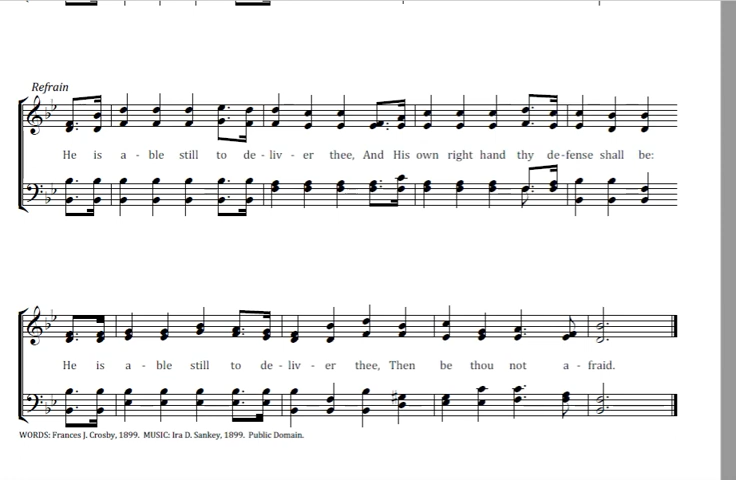 Refrain
He is a - ble still to de - liv - er thee, And His own right hand thy de-fense shall be:
He is a - ble still to de - liv - er thee, Then be thou not a - fraid.
WORDS: Frances J. Crosby, 1899. MUSIC: Ira D. Sankey, 1899. Public Domain.